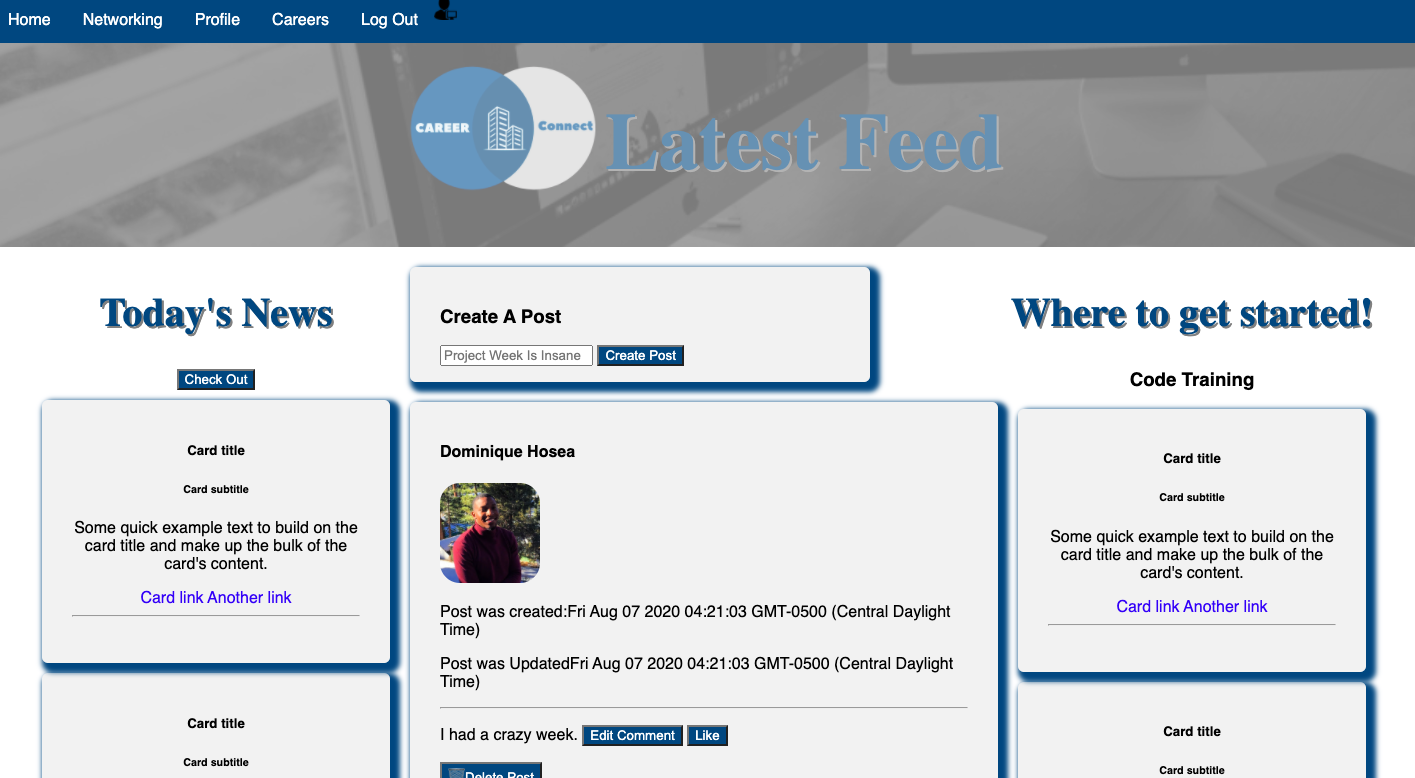 Home Networking Profile Careers Log Out
CAREER Connect
Latest Feed
Today's News
Check Out
Card title
Card subtitle
Some quick example text to build on the
card title and make up the bulk of the
card's content.
Card link Another link
Card title
Card subtitle
Create A Post
Project Week Is Insane Create Post
Dominique Hosea
Post was created:Fri Aug 07 2020 04:21:03 GMT-0500 (Central Daylight
Time)
Post was UpdatedFri Aug 07 2020 04:21:03 GMT-0500 (Central Daylight
Time)
I had a crazy week. Edit Comment Like
Delete Post
Where to get started!
Code Training
Card title
Card subtitle
Some quick example text to build on the
card title and make up the bulk of the
card's content.
Card link Another link
Card title
Card subtitle